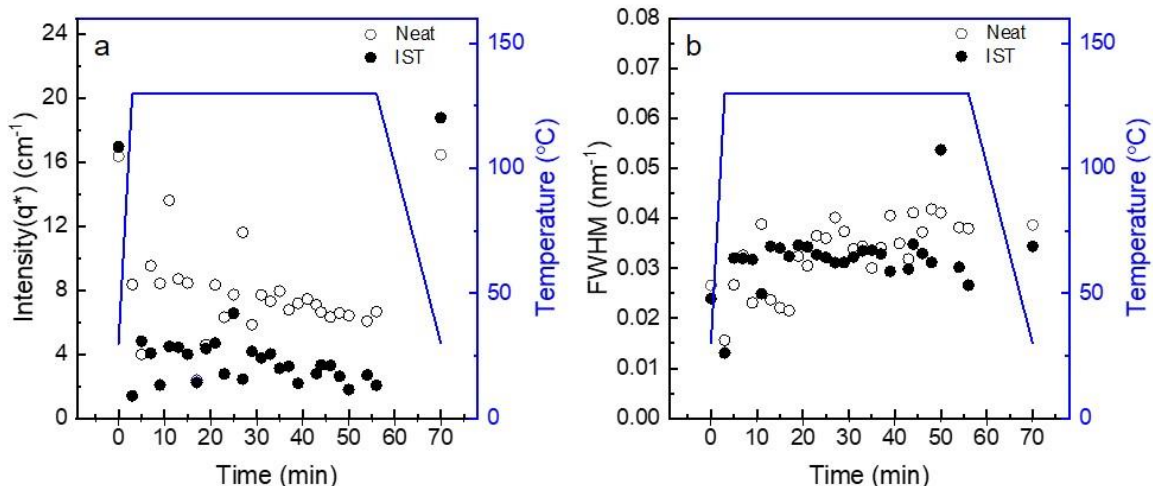 a
Neat
IST
24
20
16
12
8
4
0
Intensity(q*) (cm⁻¹)
150
100
50
0
Temperature (°C)
0 10 20 30 40 50 60 70
Time (min)
b
Neat
IST
0.08
0.07
0.06
0.05
0.04
0.03
0.02
0.01
0.00
FWHM (nm⁻¹)
150
100
50
0
Temperature (°C)
0 10 20 30 40 50 60 70
Time (min)